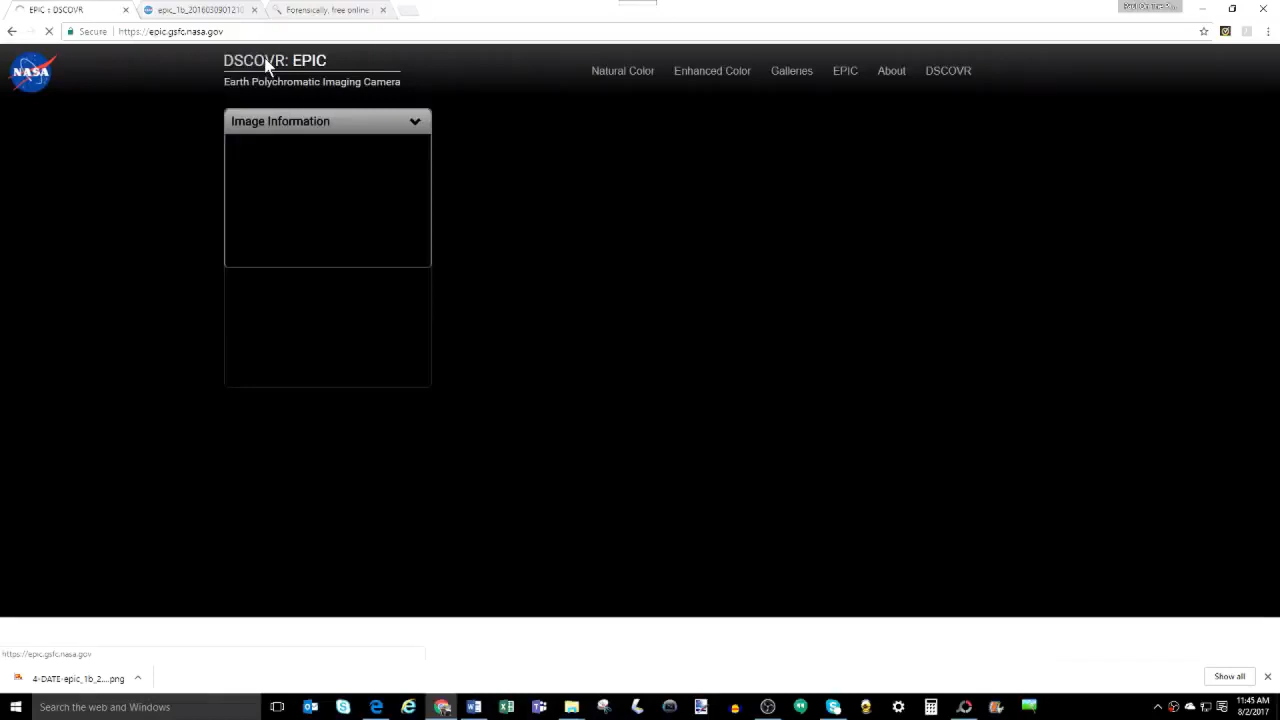 EPIC :: DSCOVR
epic_1b_2016030901210
Forensically, free online
Secure
https://epic.gsfc.nasa.gov
NASA
DSCOVR: EPIC
Earth Polychromatic Imaging Camera
Natural Color
Enhanced Color
Galleries
EPIC
About
DSCOVR
Image Information
https://epic.gsfc.nasa.gov
4-DATE-epic_1b_2....png
Show all
Search the web and Windows
11:45 AM
8/2/2017